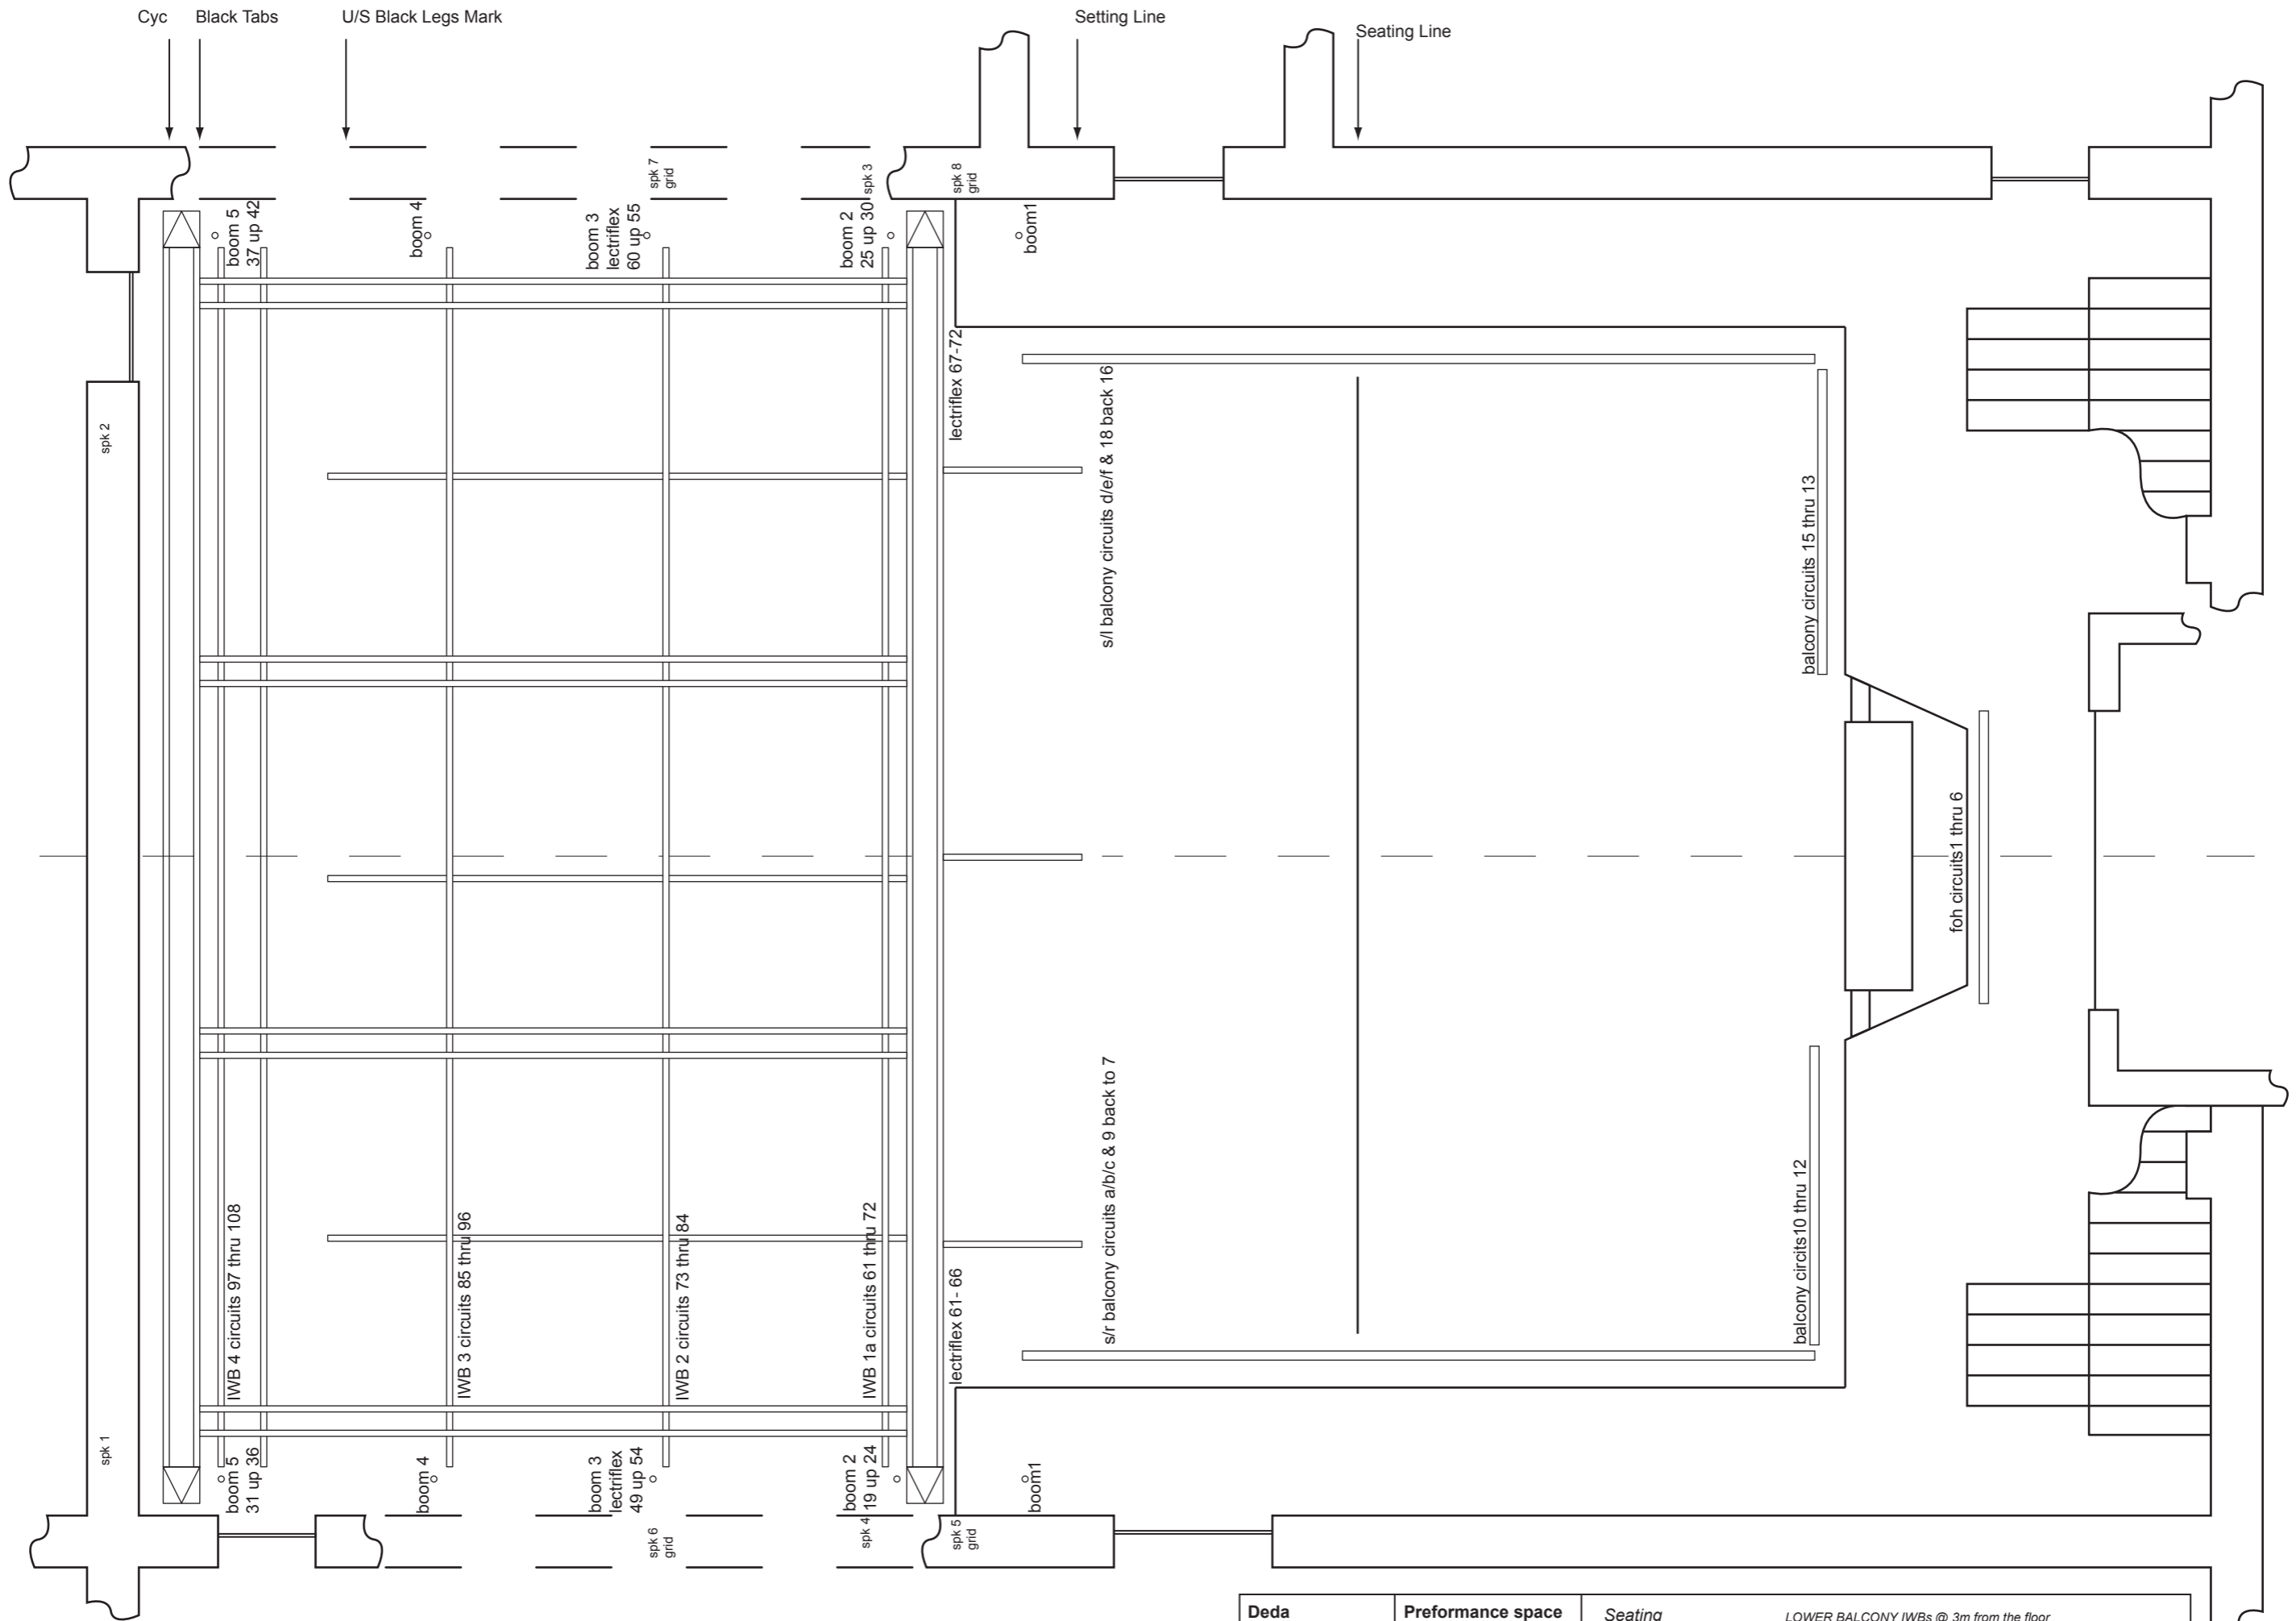 Cyc
Black Tabs
U/S Black Legs Mark
Setting Line
Seating Line
spk 7
grid
spk 3
spk 8
grid
boom 5
37 up 42
boom 4
boom 3
lectriflex
60 up 55
boom 2
25 up 30
boom1
lectriflex 67-72
spk 2
s/l balcony circuits d/e/f & 18 back 16
balcony circuits 15 thru 13
foh circuits1 thru 6
s/r balcony circuits a/b/c & 9 back to 7
balcony circits10 thru 12
IWB 4 circuits 97 thru 108
IWB 3 circuits 85 thru 96
IWB 2 circuits 73 thru 84
IWB 1a circuits 61 thru 72
lectriflex 61- 66
spk 1
boom 5
31 up 36
boom 4
boom 3
lectriflex
49 up 54
boom 2
19 up 24
boom1
spk 6
grid
spk 4
spk 5
grid
Deda
Preformance space
Seating
LOWER BALCONY IWBs @ 3m from the floor